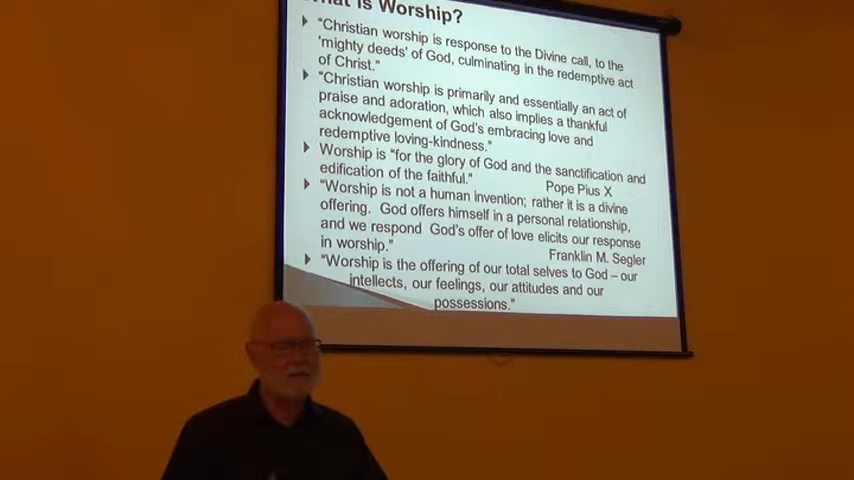 What is Worship?
"Christian worship is response to the Divine call, to the
'mighty deeds' of God, culminating in the redemptive act
of Christ."
"Christian worship is primarily and essentially an act of
praise and adoration, which also implies a thankful
acknowledgement of God's embracing love and
redemptive loving-kindness."
Worship is "for the glory of God and the sanctification and
edification of the faithful." Pope Pius X
"Worship is not a human invention; rather it is a divine
offering. God offers himself in a personal relationship,
and we respond God's offer of love elicits our response
in worship." Franklin M. Segler
"Worship is the offering of our total selves to God – our
intellects, our feelings, our attitudes and our
possessions."